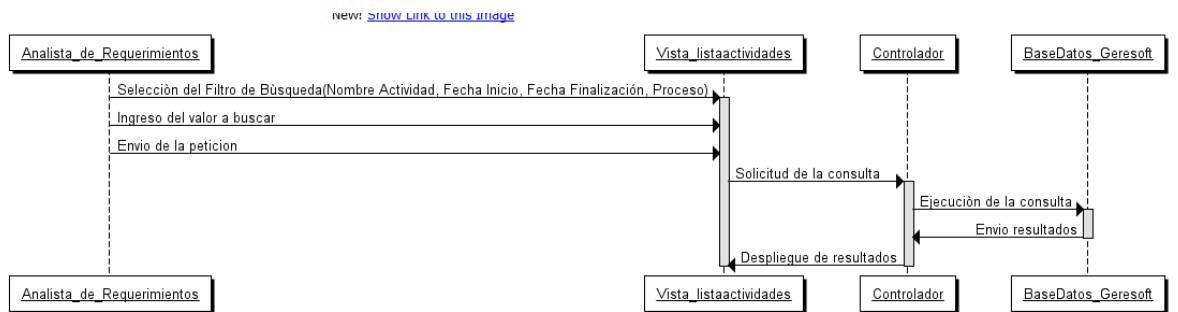 New! Show Link to this Image
Analista_de_Requerimientos Vista_listaactividades Controlador BaseDatos_Geresoft
Selecciòn del Filtro de Bùsqueda(Nombre Actividad, Fecha Inicio, Fecha Finalización, Proceso)
Ingreso del valor a buscar
Envio de la peticion
Solicitud de la consulta
Ejecuciòn de la consulta
Envio resultados
Despliegue de resultados
Analista_de_Requerimientos Vista_listaactividades Controlador BaseDatos_Geresoft